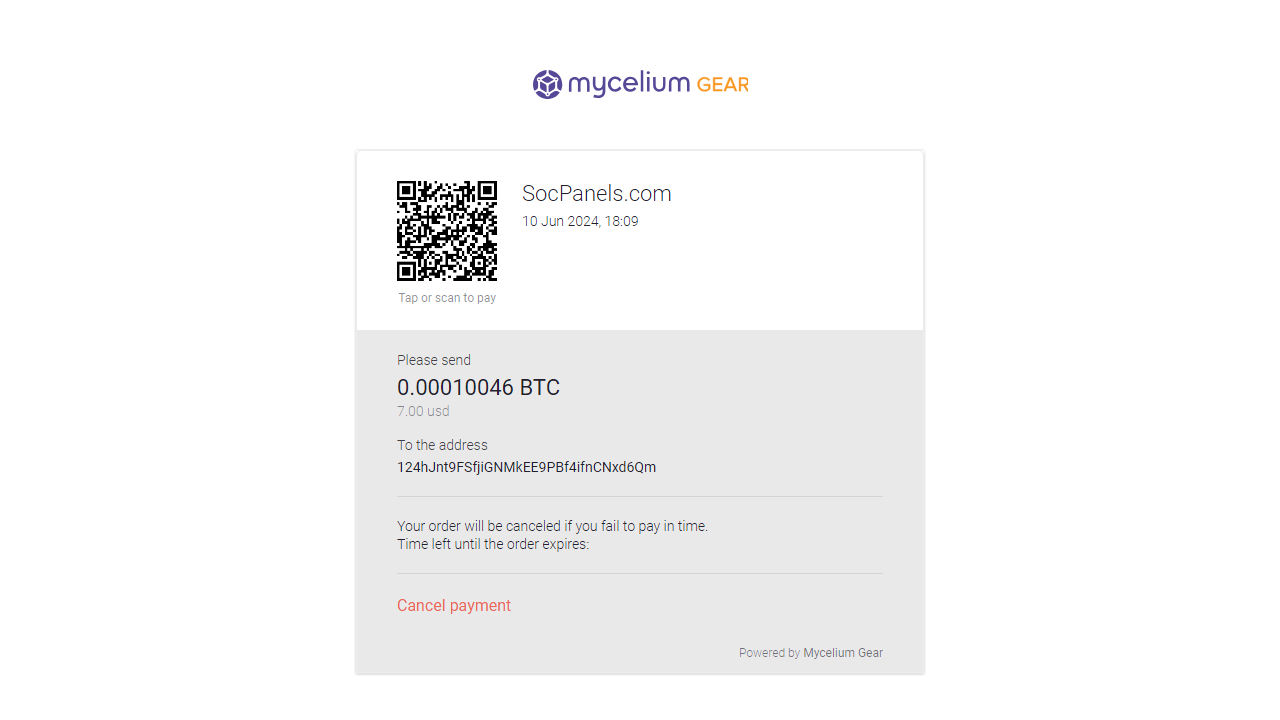 mycelium GEAR
SocPanels.com
10 Jun 2024, 18:09
Tap or scan to pay
Please send
0.00010046 BTC
7.00 usd
To the address
124hJnt9FSfjiGNMkEE9PBf4ifnCNxd6Qm
Your order will be canceled if you fail to pay in time.
Time left until the order expires:
Cancel payment
Powered by Mycelium Gear